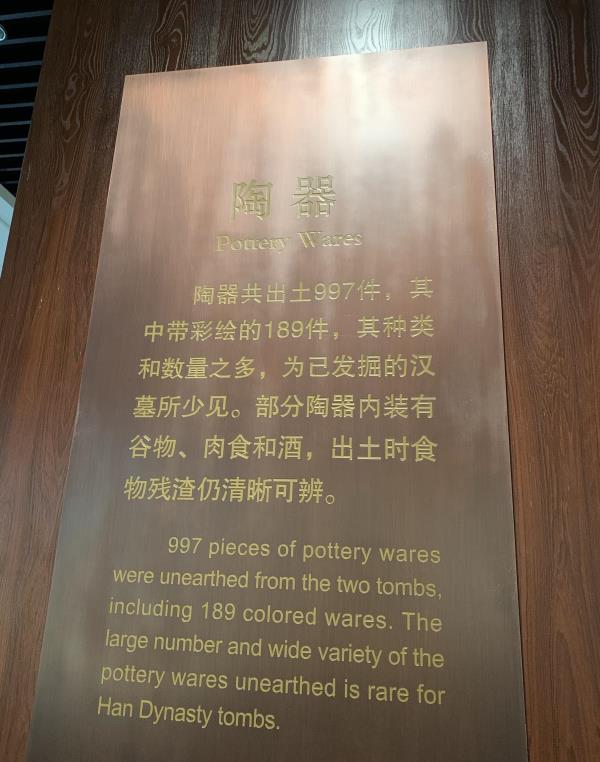 陶器
Pottery Wares
陶器共出土997件，其
中带彩绘的189件，其种类
和数量之多，为已发掘的汉
墓所少见。部分陶器内装有
谷物、肉食和酒，出土时食
物残渣仍清晰可辨。
997 pieces of pottery wares
were unearthed from the two tombs,
including 189 colored wares. The
large number and wide variety of the
pottery wares unearthed is rare for
Han Dynasty tombs.